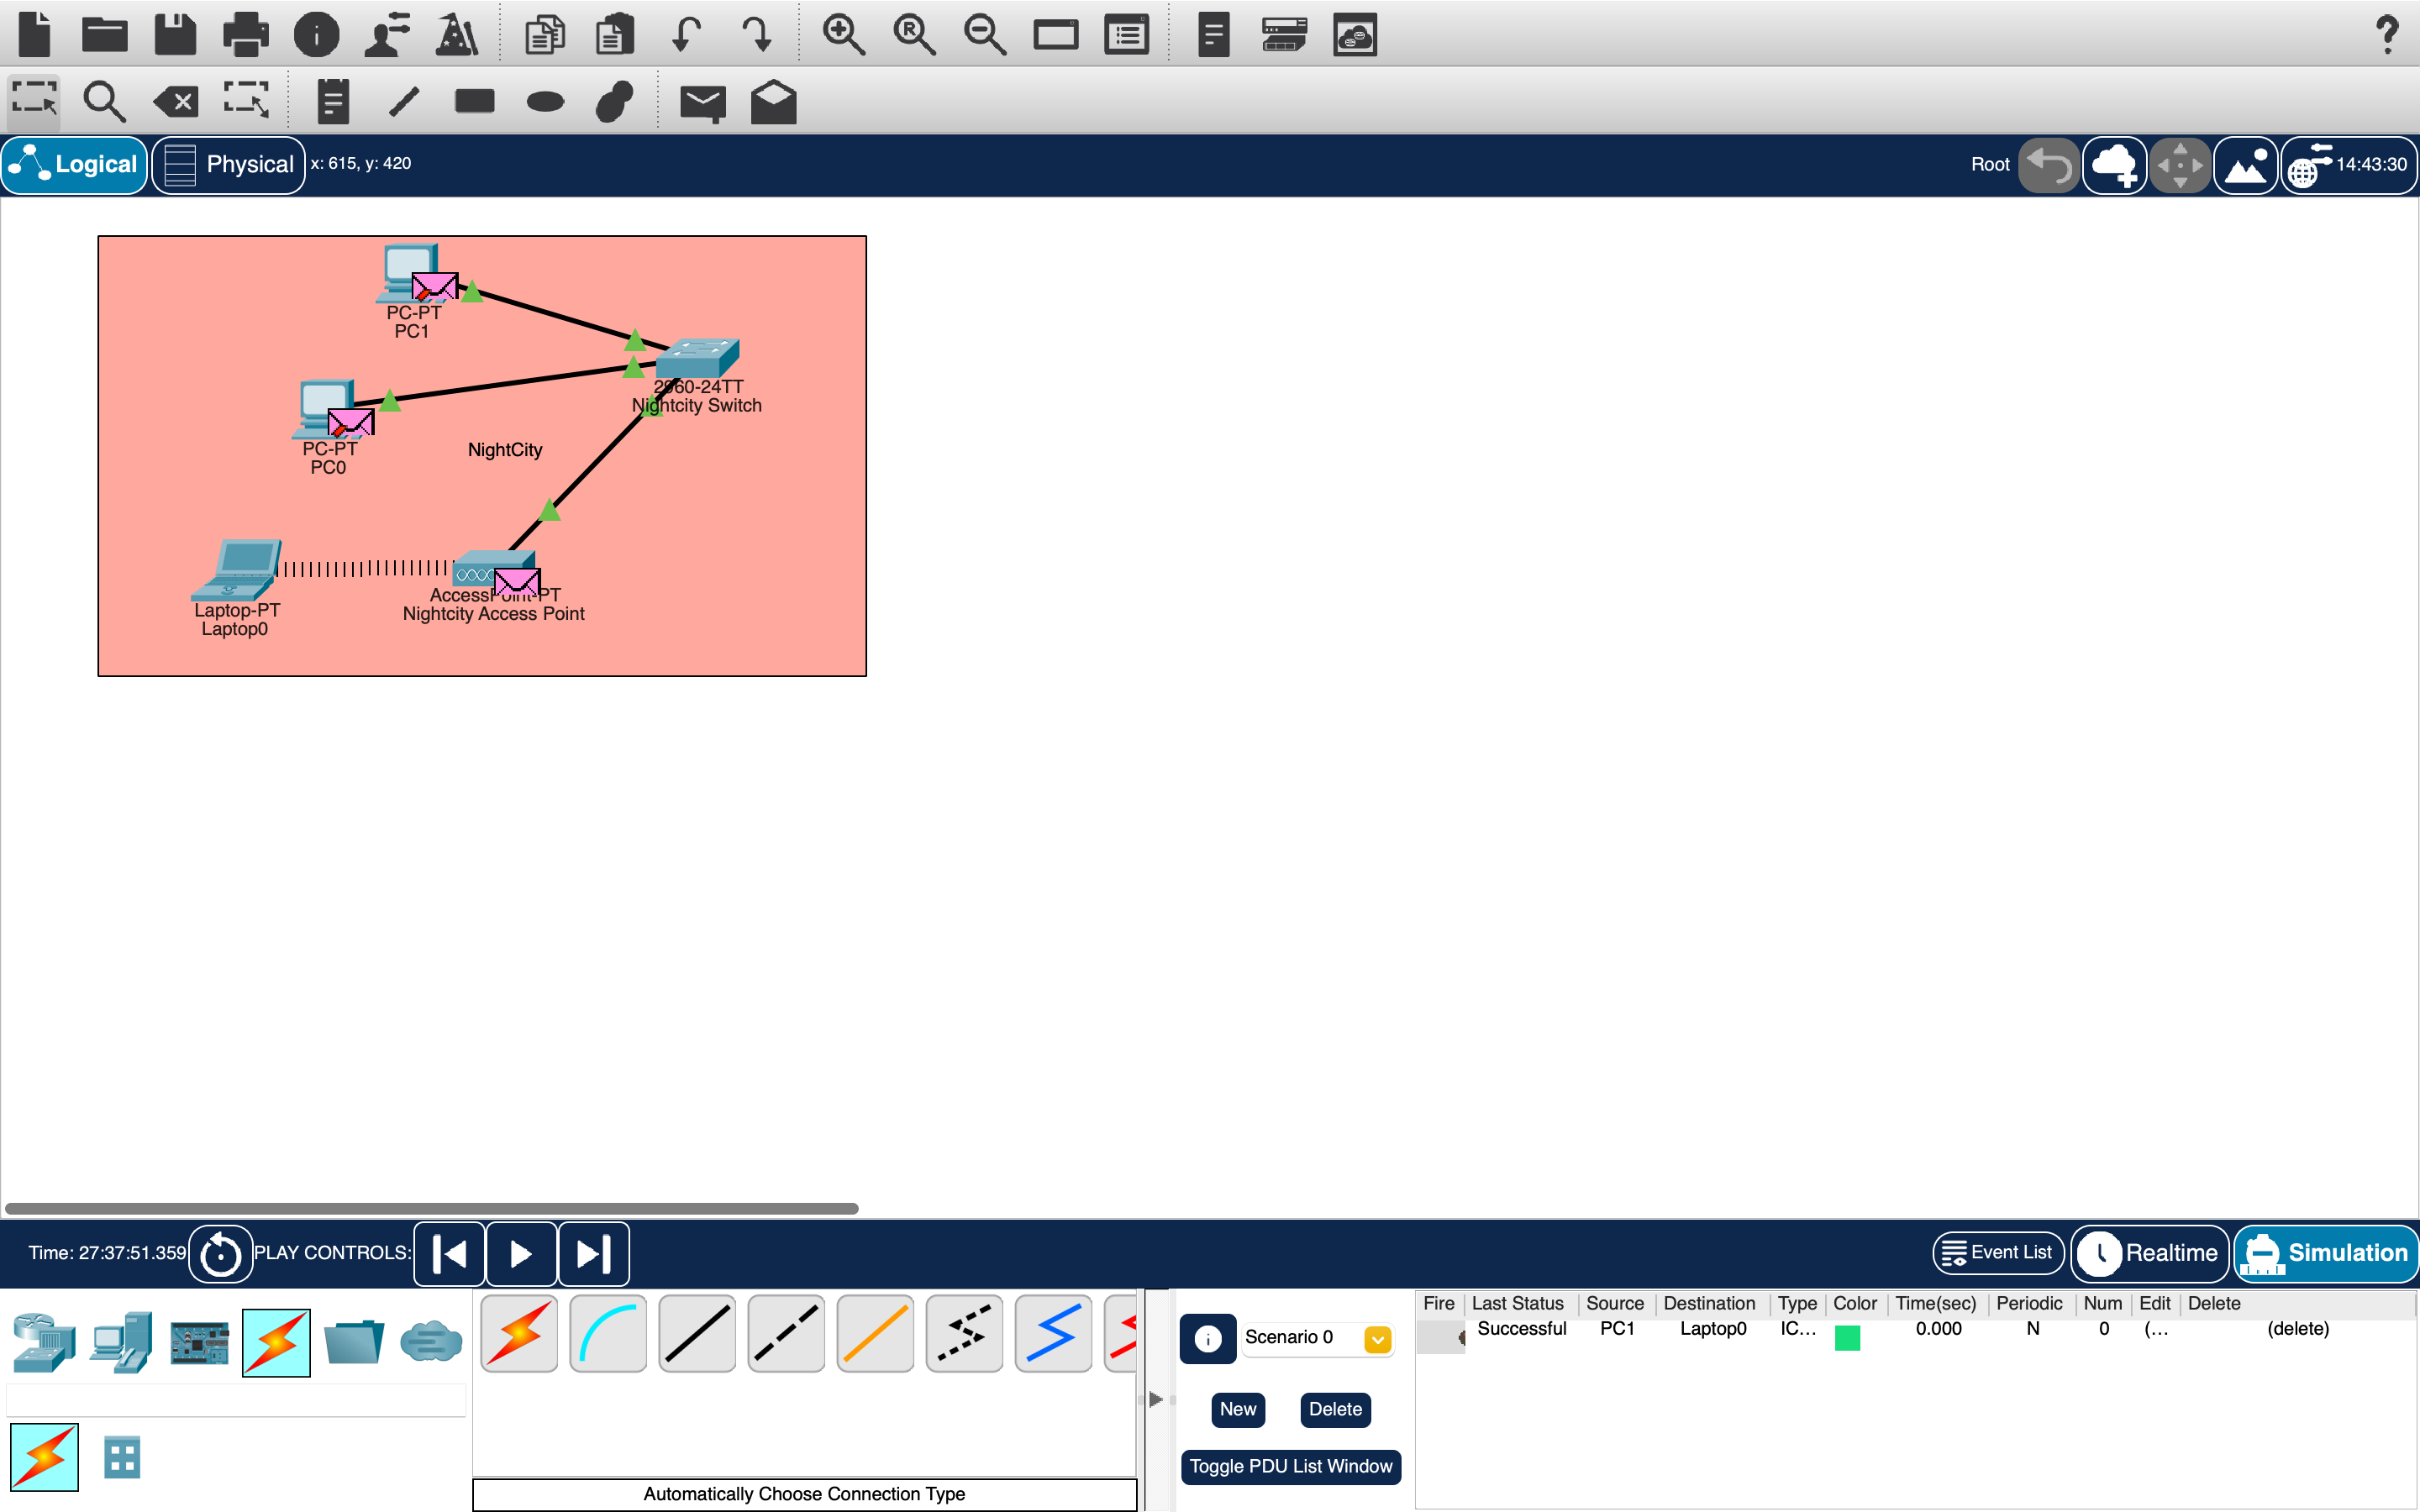 Logical
Physical
x: 615, y: 420
Root
14:43:30
PC-PT
PC1
2960-24TT
Nightcity Switch
PC-PT
PC0
NightCity
Laptop-PT
Laptop0
AccessPoint-PT
Nightcity Access Point
Time: 27:37:51.359
PLAY CONTROLS:
Event List
Realtime
Simulation
Scenario 0
New
Delete
Toggle PDU List Window
Automatically Choose Connection Type
Fire Last Status Source Destination Type Color Time(sec) Periodic Num Edit Delete
Successful PC1 Laptop0 IC... 0.000 N 0 (... (delete)